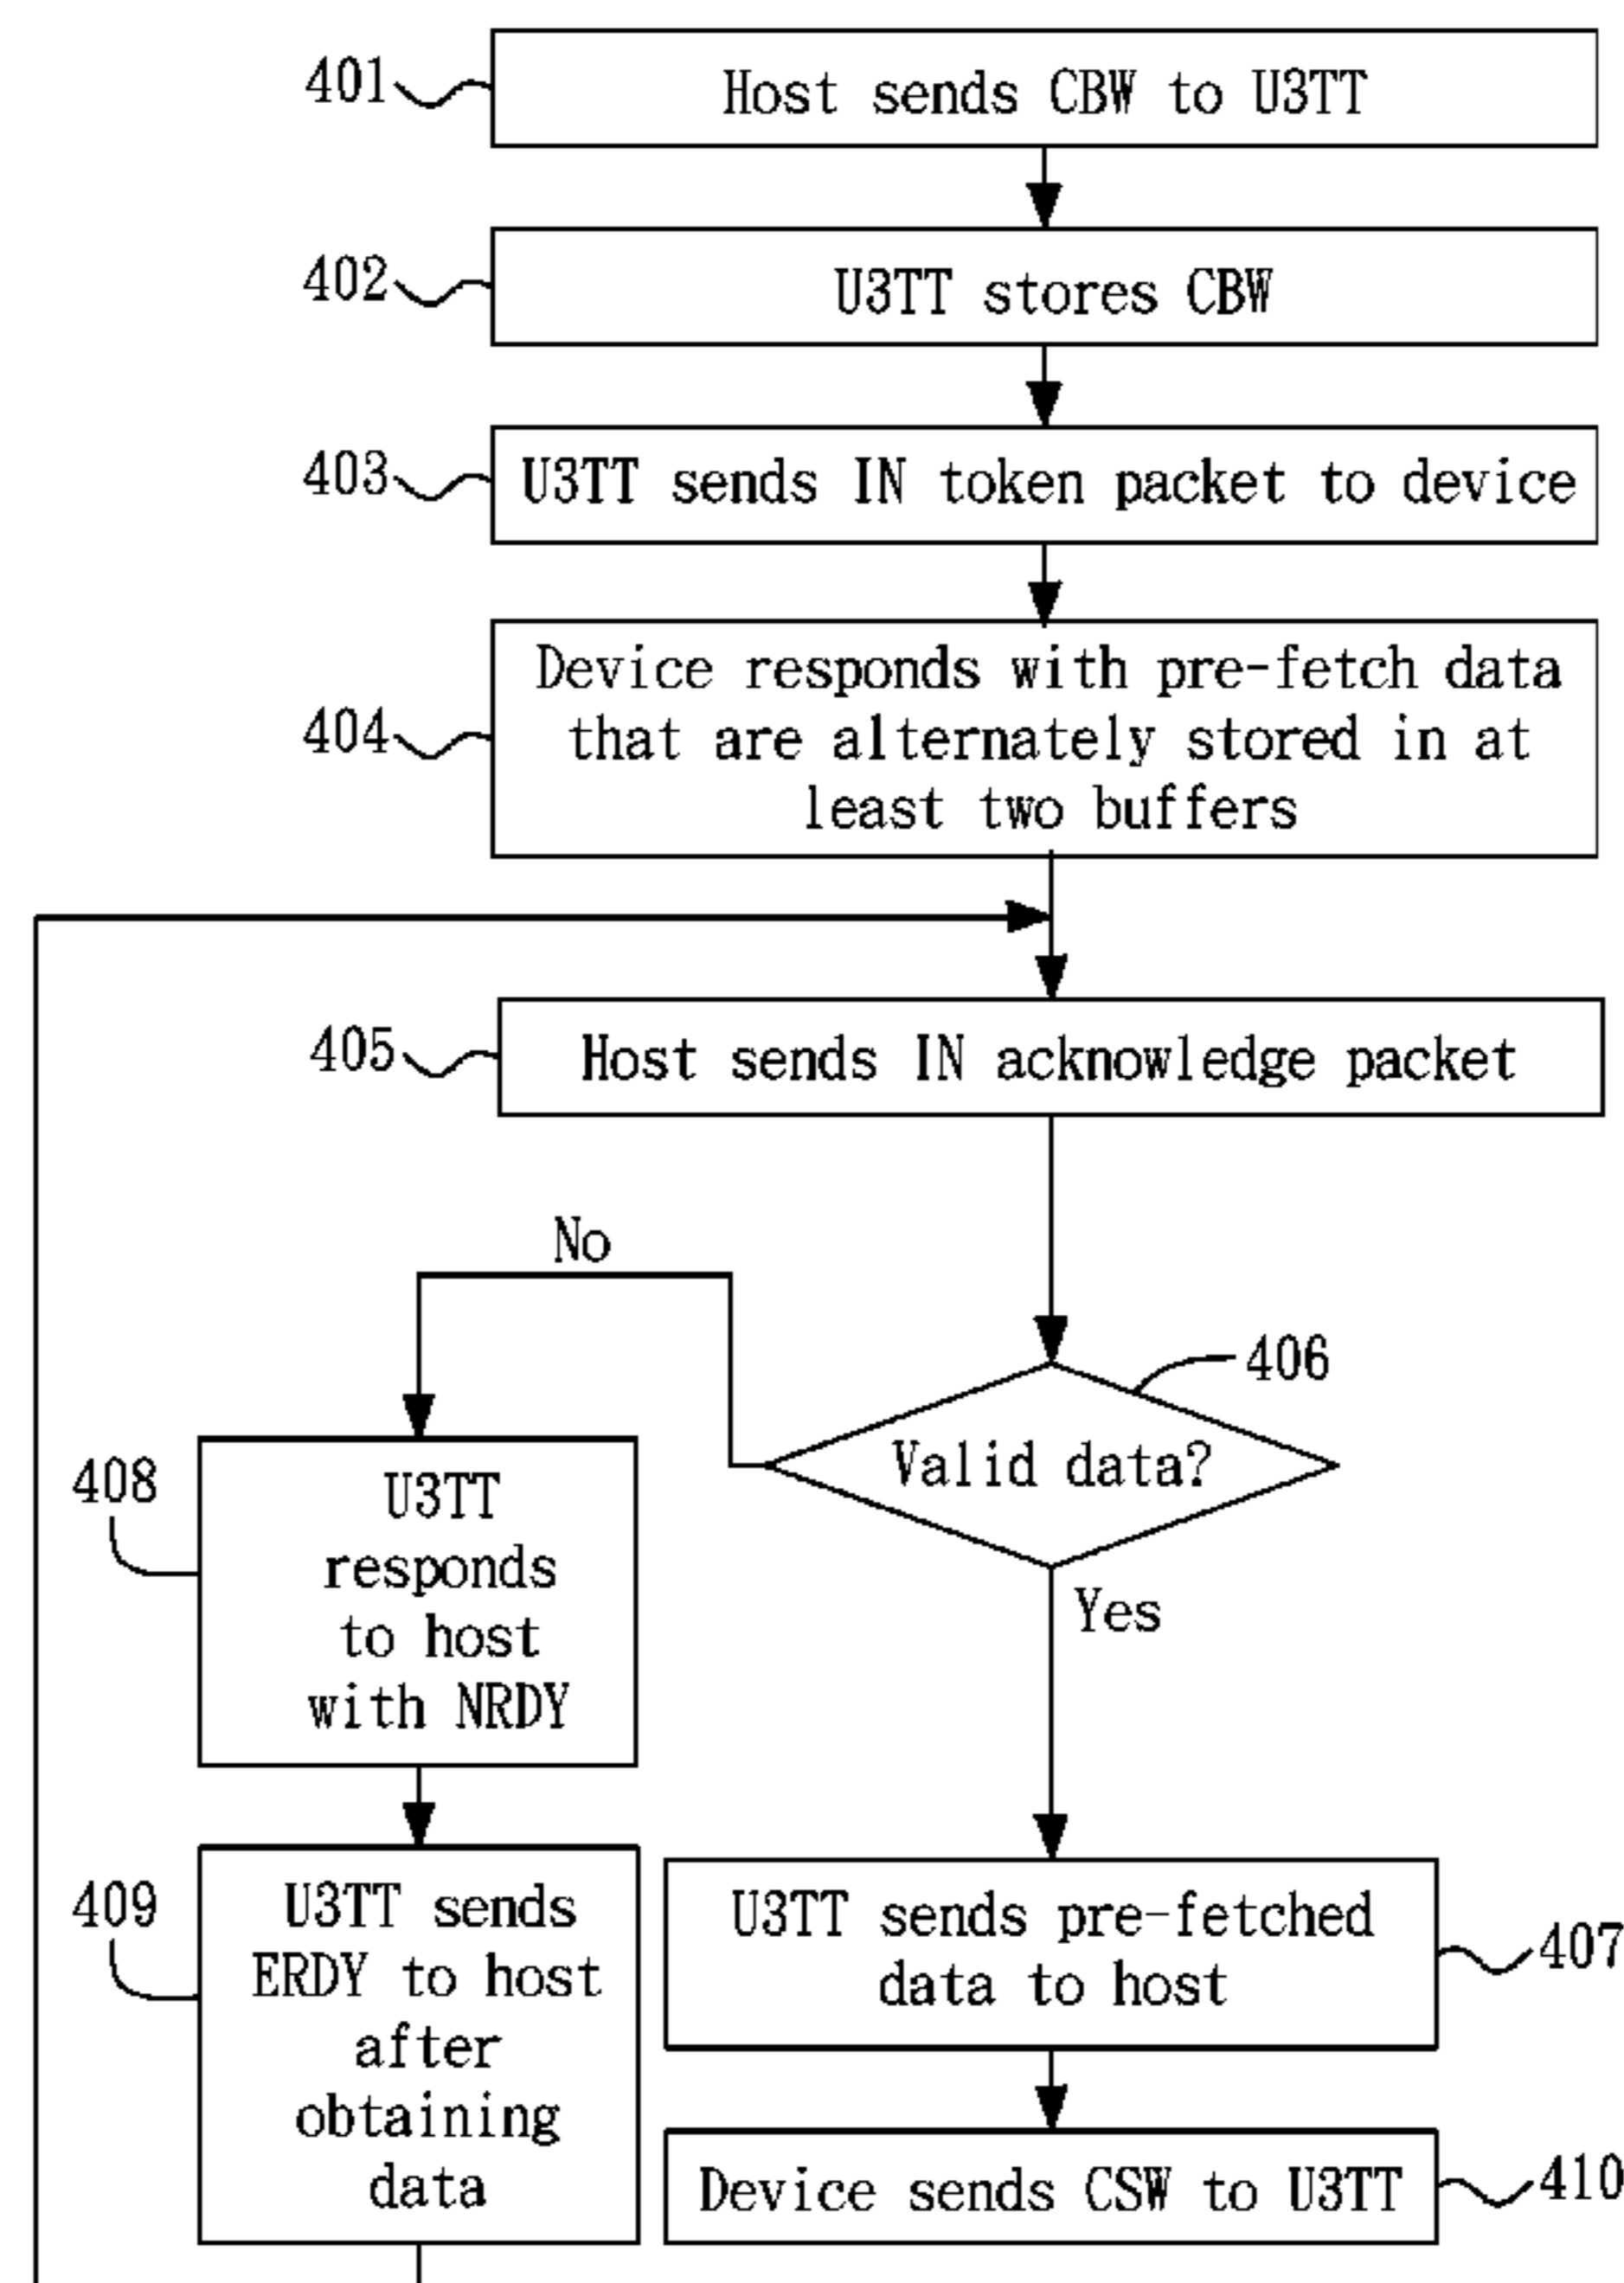 401
Host sends CBW to U3TT
402
U3TT stores CBW
403
U3TT sends IN token packet to device
404
Device responds with pre-fetch data
that are alternately stored in at
least two buffers
405
Host sends IN acknowledge packet
No
406
Valid data?
Yes
408
U3TT
responds
to host
with NRDY
409
U3TT sends
ERDY to host
after
obtaining
data
U3TT sends pre-fetched
data to host
407
Device sends CSW to U3TT
410